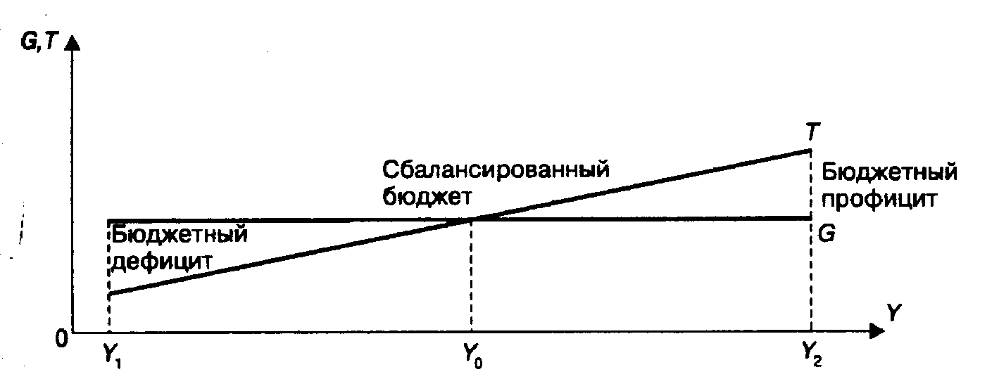 G,T
T
Сбалансированный
бюджет
Бюджетный
профицит
Бюджетный
дефицит
G
Y
0
Y₁
Y₀
Y₂